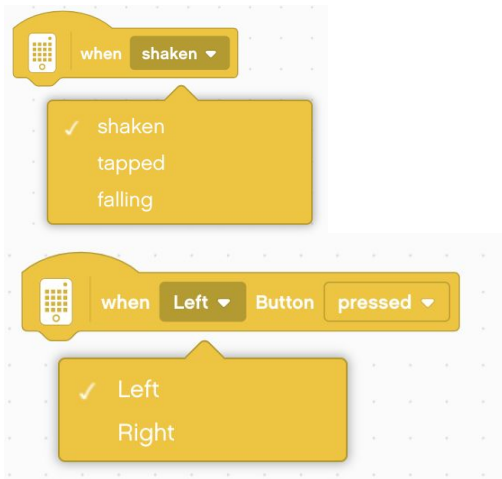 when shaken
shaken
tapped
falling
when Left Button pressed
Left
Right